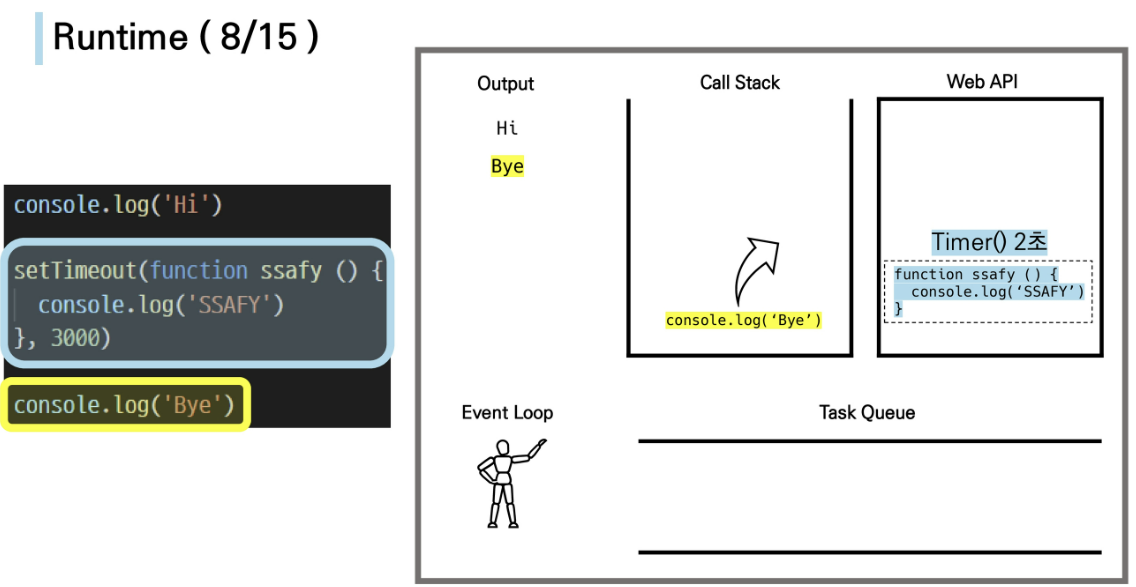 Runtime ( 8/15 )
console.log('Hi')
setTimeout(function ssafy () {
  console.log('SSAFY')
}, 3000)
console.log('Bye')
Output
Hi
Bye
Call Stack
console.log(‘Bye’)
Web API
Timer() 2초
function ssafy () {
  console.log(‘SSAFY’)
}
Event Loop
Task Queue